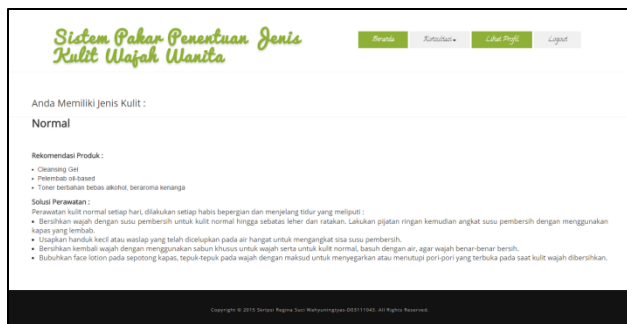 Sistem Pakar Penentuan Jenis
Kulit Wajah Wanita
Beranda Konsultasi Lihat Profil Logout
Anda Memiliki Jenis Kulit :
Normal
Rekomendasi Produk :
• Cleansing Gel
• Pelembab oil-based
• Toner berbahan bebas alkohol, beraroma kenanga
Solusi Perawatan :
Perawatan kulit normal setiap hari, dilakukan setiap habis bepergian dan menjelang tidur yang meliputi :
• Bersihkan wajah dengan susu pembersih untuk kulit normal hingga sebatas leher dan ratakan. Lakukan pijatan ringan kemudian angkat susu pembersih dengan menggunakan
kapas yang lembab.
• Usapkan handuk kecil atau waslap yang telah dicelupkan pada air hangat untuk mengangkat sisa susu pembersih.
• Bersihkan kembali wajah dengan menggunakan sabun khusus untuk wajah serta untuk kulit normal, basuh dengan air, agar wajah benar-benar bersih.
• Bubuhkan face lotion pada sepotong kapas, tepuk-tepuk pada wajah dengan maksud untuk menyegarkan atau menutupi pori-pori yang terbuka pada saat kulit wajah dibersihkan.
Copyright © 2015 Skripsi Regina Suci Wahyuningtyas-D03111045. All Rights Reserved.